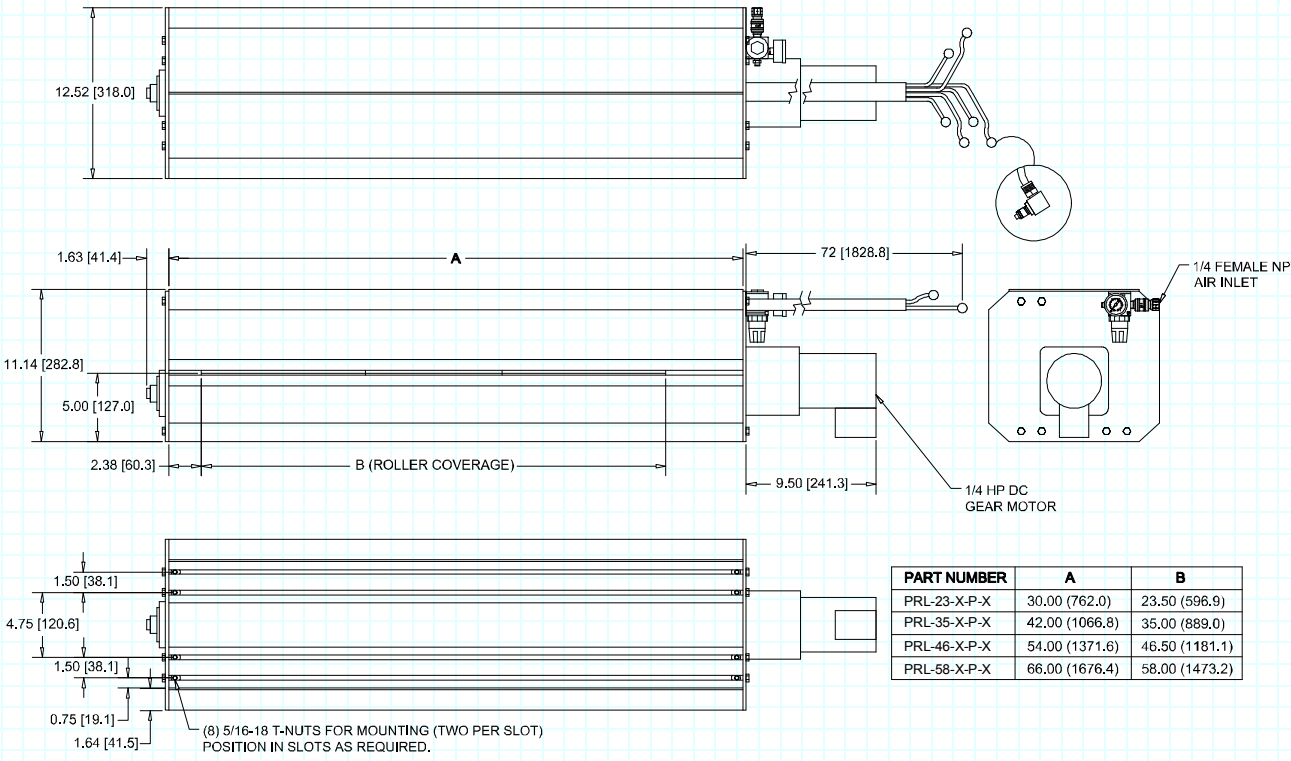 12.52 [318.0]
1.63 [41.4]
A
72 [1828.8]
1/4 FEMALE NP
AIR INLET
11.14 [282.8]
5.00 [127.0]
2.38 [60.3]
B (ROLLER COVERAGE)
9.50 [241.3]
1/4 HP DC
GEAR MOTOR
1.50 [38.1]
4.75 [120.6]
1.50 [38.1]
0.75 [19.1]
1.64 [41.5]
(8) 5/16-18 T-NUTS FOR MOUNTING (TWO PER SLOT)
POSITION IN SLOTS AS REQUIRED.
PART NUMBER A B
PRL-23-X-P-X 30.00 (762.0) 23.50 (596.9)
PRL-35-X-P-X 42.00 (1066.8) 35.00 (889.0)
PRL-46-X-P-X 54.00 (1371.6) 46.50 (1181.1)
PRL-58-X-P-X 66.00 (1676.4) 58.00 (1473.2)